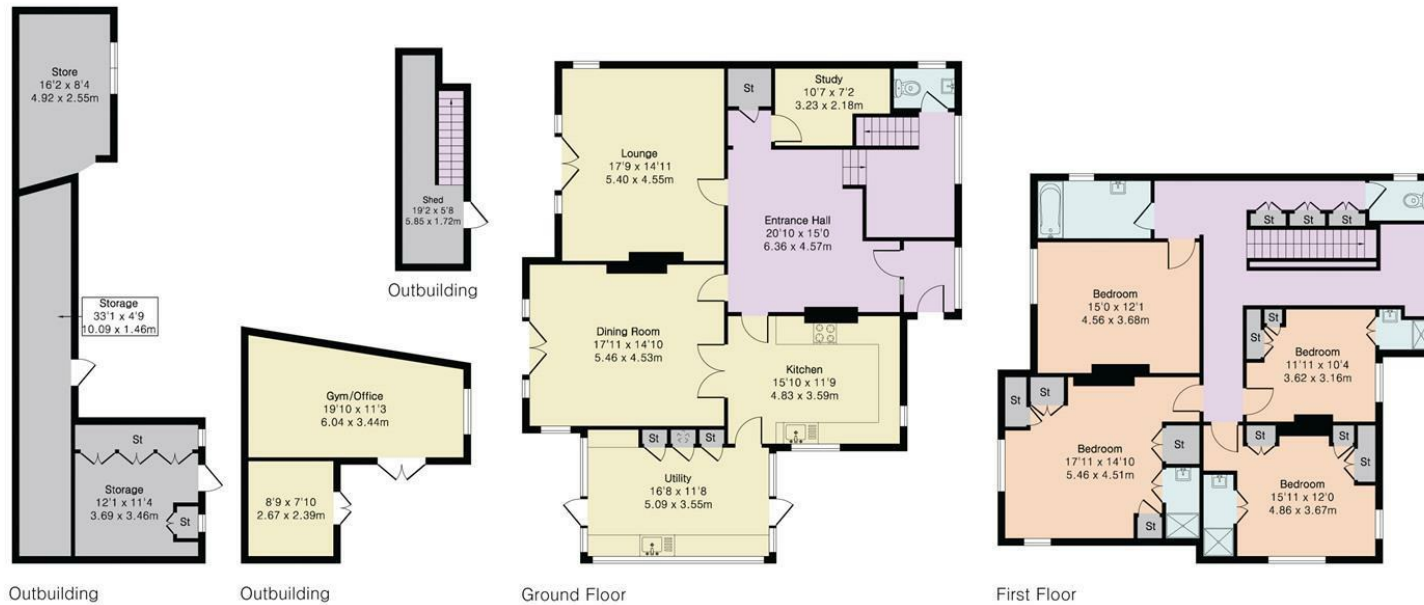 Store
16'2 x 8'4
4.92 x 2.55m
Storage
33'1 x 4'9
10.09 x 1.46m
St
Storage
12'1 x 11'4
3.69 x 3.46m
St
Outbuilding
Shed
19'2 x 5'8
5.85 x 1.72m
Outbuilding
Gym/Office
19'10 x 11'3
6.04 x 3.44m
8'9 x 7'10
2.67 x 2.39m
Outbuilding
St
Study
10'7 x 7'2
3.23 x 2.18m
Lounge
17'9 x 14'11
5.40 x 4.55m
Entrance Hall
20'10 x 15'0
6.36 x 4.57m
Dining Room
17'11 x 14'10
5.46 x 4.53m
Kitchen
15'10 x 11'9
4.83 x 3.59m
St
St
Utility
16'8 x 11'8
5.09 x 3.55m
Ground Floor
St
St
St
Bedroom
15'0 x 12'1
4.56 x 3.68m
St
St
Bedroom
11'11 x 10'4
3.62 x 3.16m
St
St
Bedroom
17'11 x 14'10
5.46 x 4.51m
St
St
St
St
St
Bedroom
15'11 x 12'0
4.86 x 3.67m
First Floor